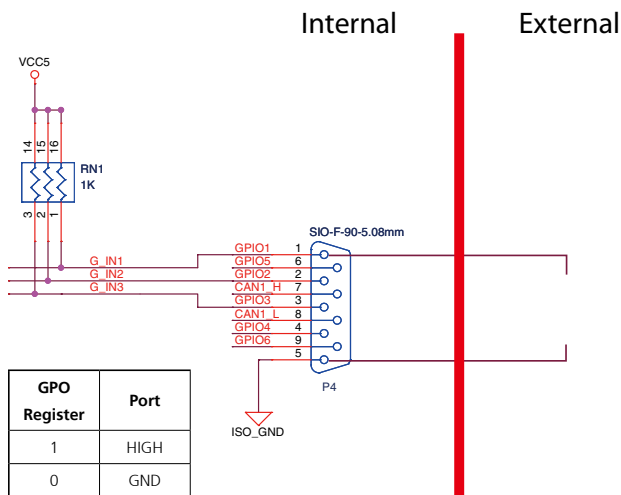 Internal
External
VCC5
14
15
16
RN1
1K
3
2
1
SIO-F-90-5.08mm
GPIO1
1
GPIO5
6
G_IN1
G_IN2
GPIO2
2
CAN1_H
7
G_IN3
GPIO3
3
CAN1_L
8
GPIO4
4
GPIO6
9
5
P4
ISO_GND
GPO Register
Port
1
HIGH
0
GND